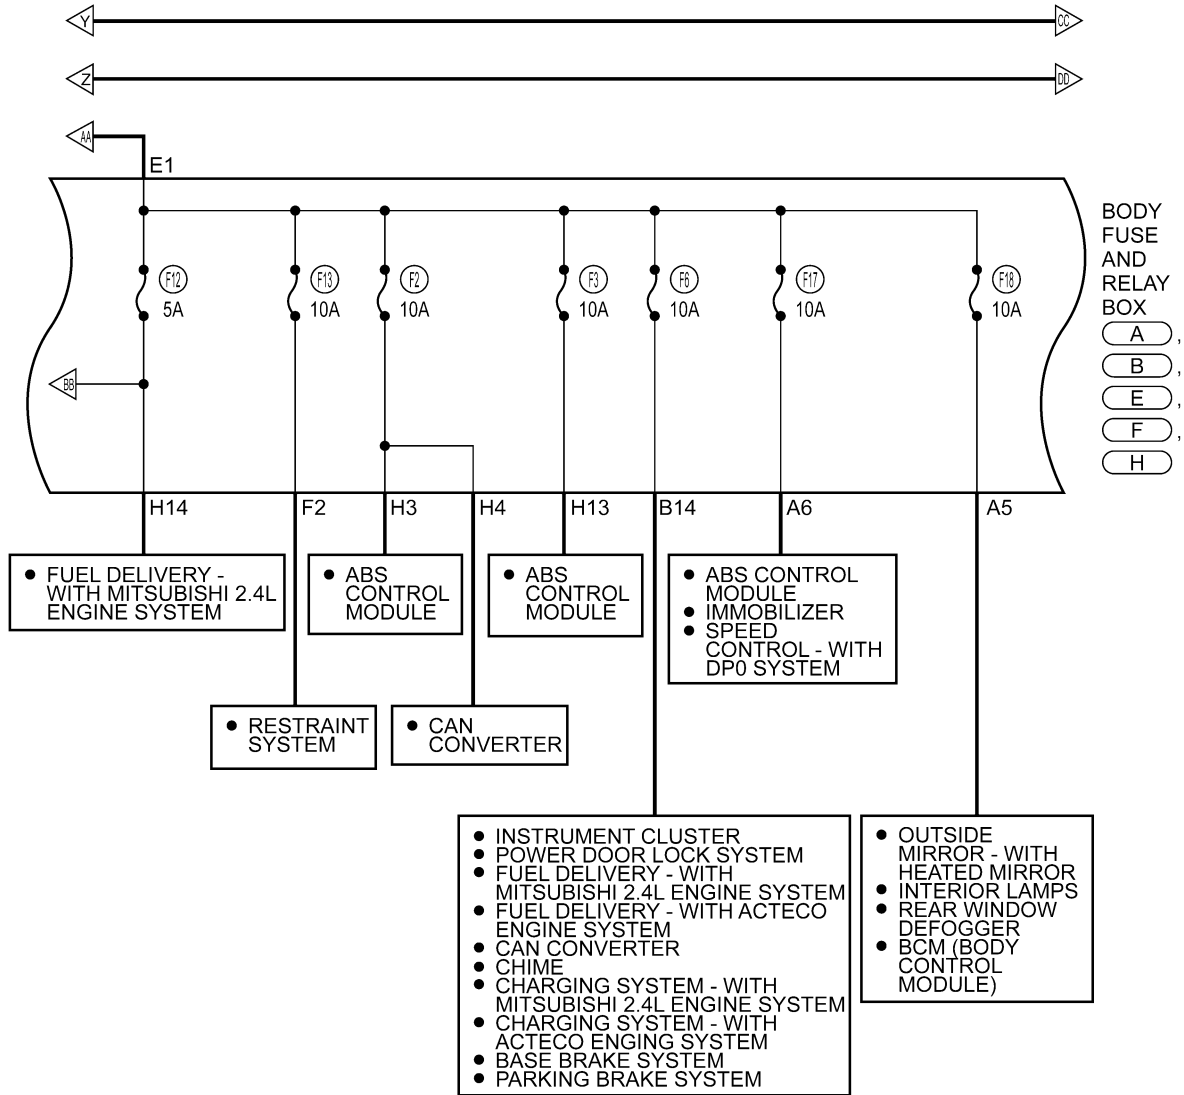 Y
CC
Z
DD
AA
E1
BODY
FUSE
AND
RELAY
BOX
A ,
B ,
E ,
F ,
H
F12
5A
F13
10A
F2
10A
F3
10A
F6
10A
F17
10A
F18
10A
BB
H14
F2
H3
H4
H13
B14
A6
A5
● FUEL DELIVERY -
WITH MITSUBISHI 2.4L
ENGINE SYSTEM
● ABS
CONTROL
MODULE
● ABS
CONTROL
MODULE
● ABS CONTROL
MODULE
● IMMOBILIZER
● SPEED
CONTROL - WITH
DP0 SYSTEM
● RESTRAINT
SYSTEM
● CAN
CONVERTER
● INSTRUMENT CLUSTER
● POWER DOOR LOCK SYSTEM
● FUEL DELIVERY - WITH
MITSUBISHI 2.4L ENGINE SYSTEM
● FUEL DELIVERY - WITH ACTECO
ENGINE SYSTEM
● CAN CONVERTER
● CHIME
● CHARGING SYSTEM - WITH
MITSUBISHI 2.4L ENGINE SYSTEM
● CHARGING SYSTEM - WITH
ACTECO ENGING SYSTEM
● BASE BRAKE SYSTEM
● PARKING BRAKE SYSTEM
● OUTSIDE
MIRROR - WITH
HEATED MIRROR
● INTERIOR LAMPS
● REAR WINDOW
DEFOGGER
● BCM (BODY
CONTROL
MODULE)